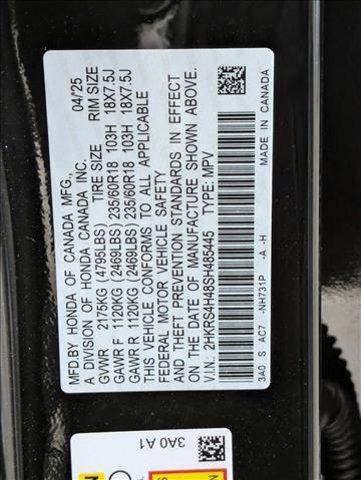 MFD.BY HONDA OF CANADA MFG., 04/25
A DIVISION OF HONDA CANADA INC.
GVWR 2175KG (4795LBS) TIRE SIZE RIM SIZE
GAWR F 1120KG (2469LBS) 235/60R18 103H 18X7.5J
GAWR R 1120KG (2469LBS) 235/60R18 103H 18X7.5J
THIS VEHICLE CONFORMS TO ALL APPLICABLE
FEDERAL MOTOR VEHICLE SAFETY
AND THEFT PREVENTION STANDARDS IN EFFECT
ON THE DATE OF MANUFACTURE SHOWN ABOVE.
V.I.N.: 2HKRS4H48SH485445 TYPE: MPV
MADE IN CANADA
3A0 S AC7 -NH731P -A -H
3A0 A1